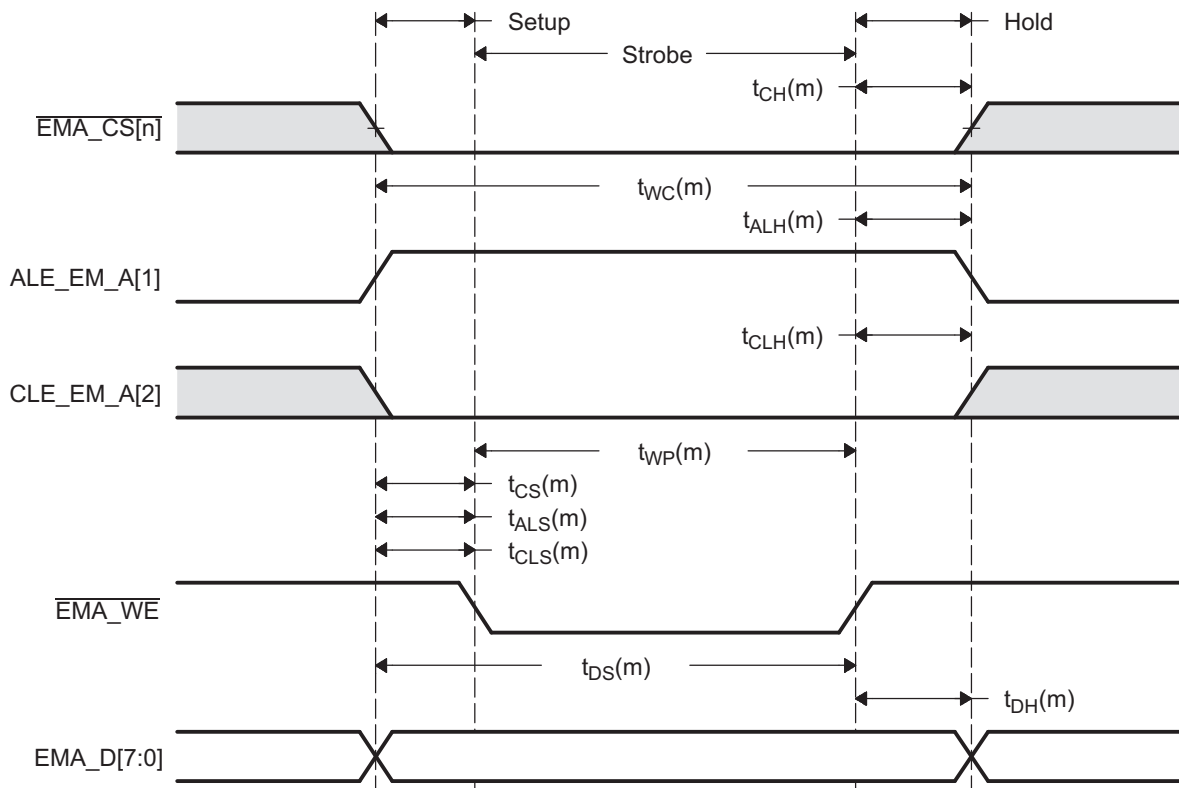 Setup
Hold
Strobe
tCH(m)
EMA_CS[n]
tWC(m)
tALH(m)
ALE_EM_A[1]
tCLH(m)
CLE_EM_A[2]
tWP(m)
tCS(m)
tALS(m)
tCLS(m)
EMA_WE
tDS(m)
tDH(m)
EMA_D[7:0]